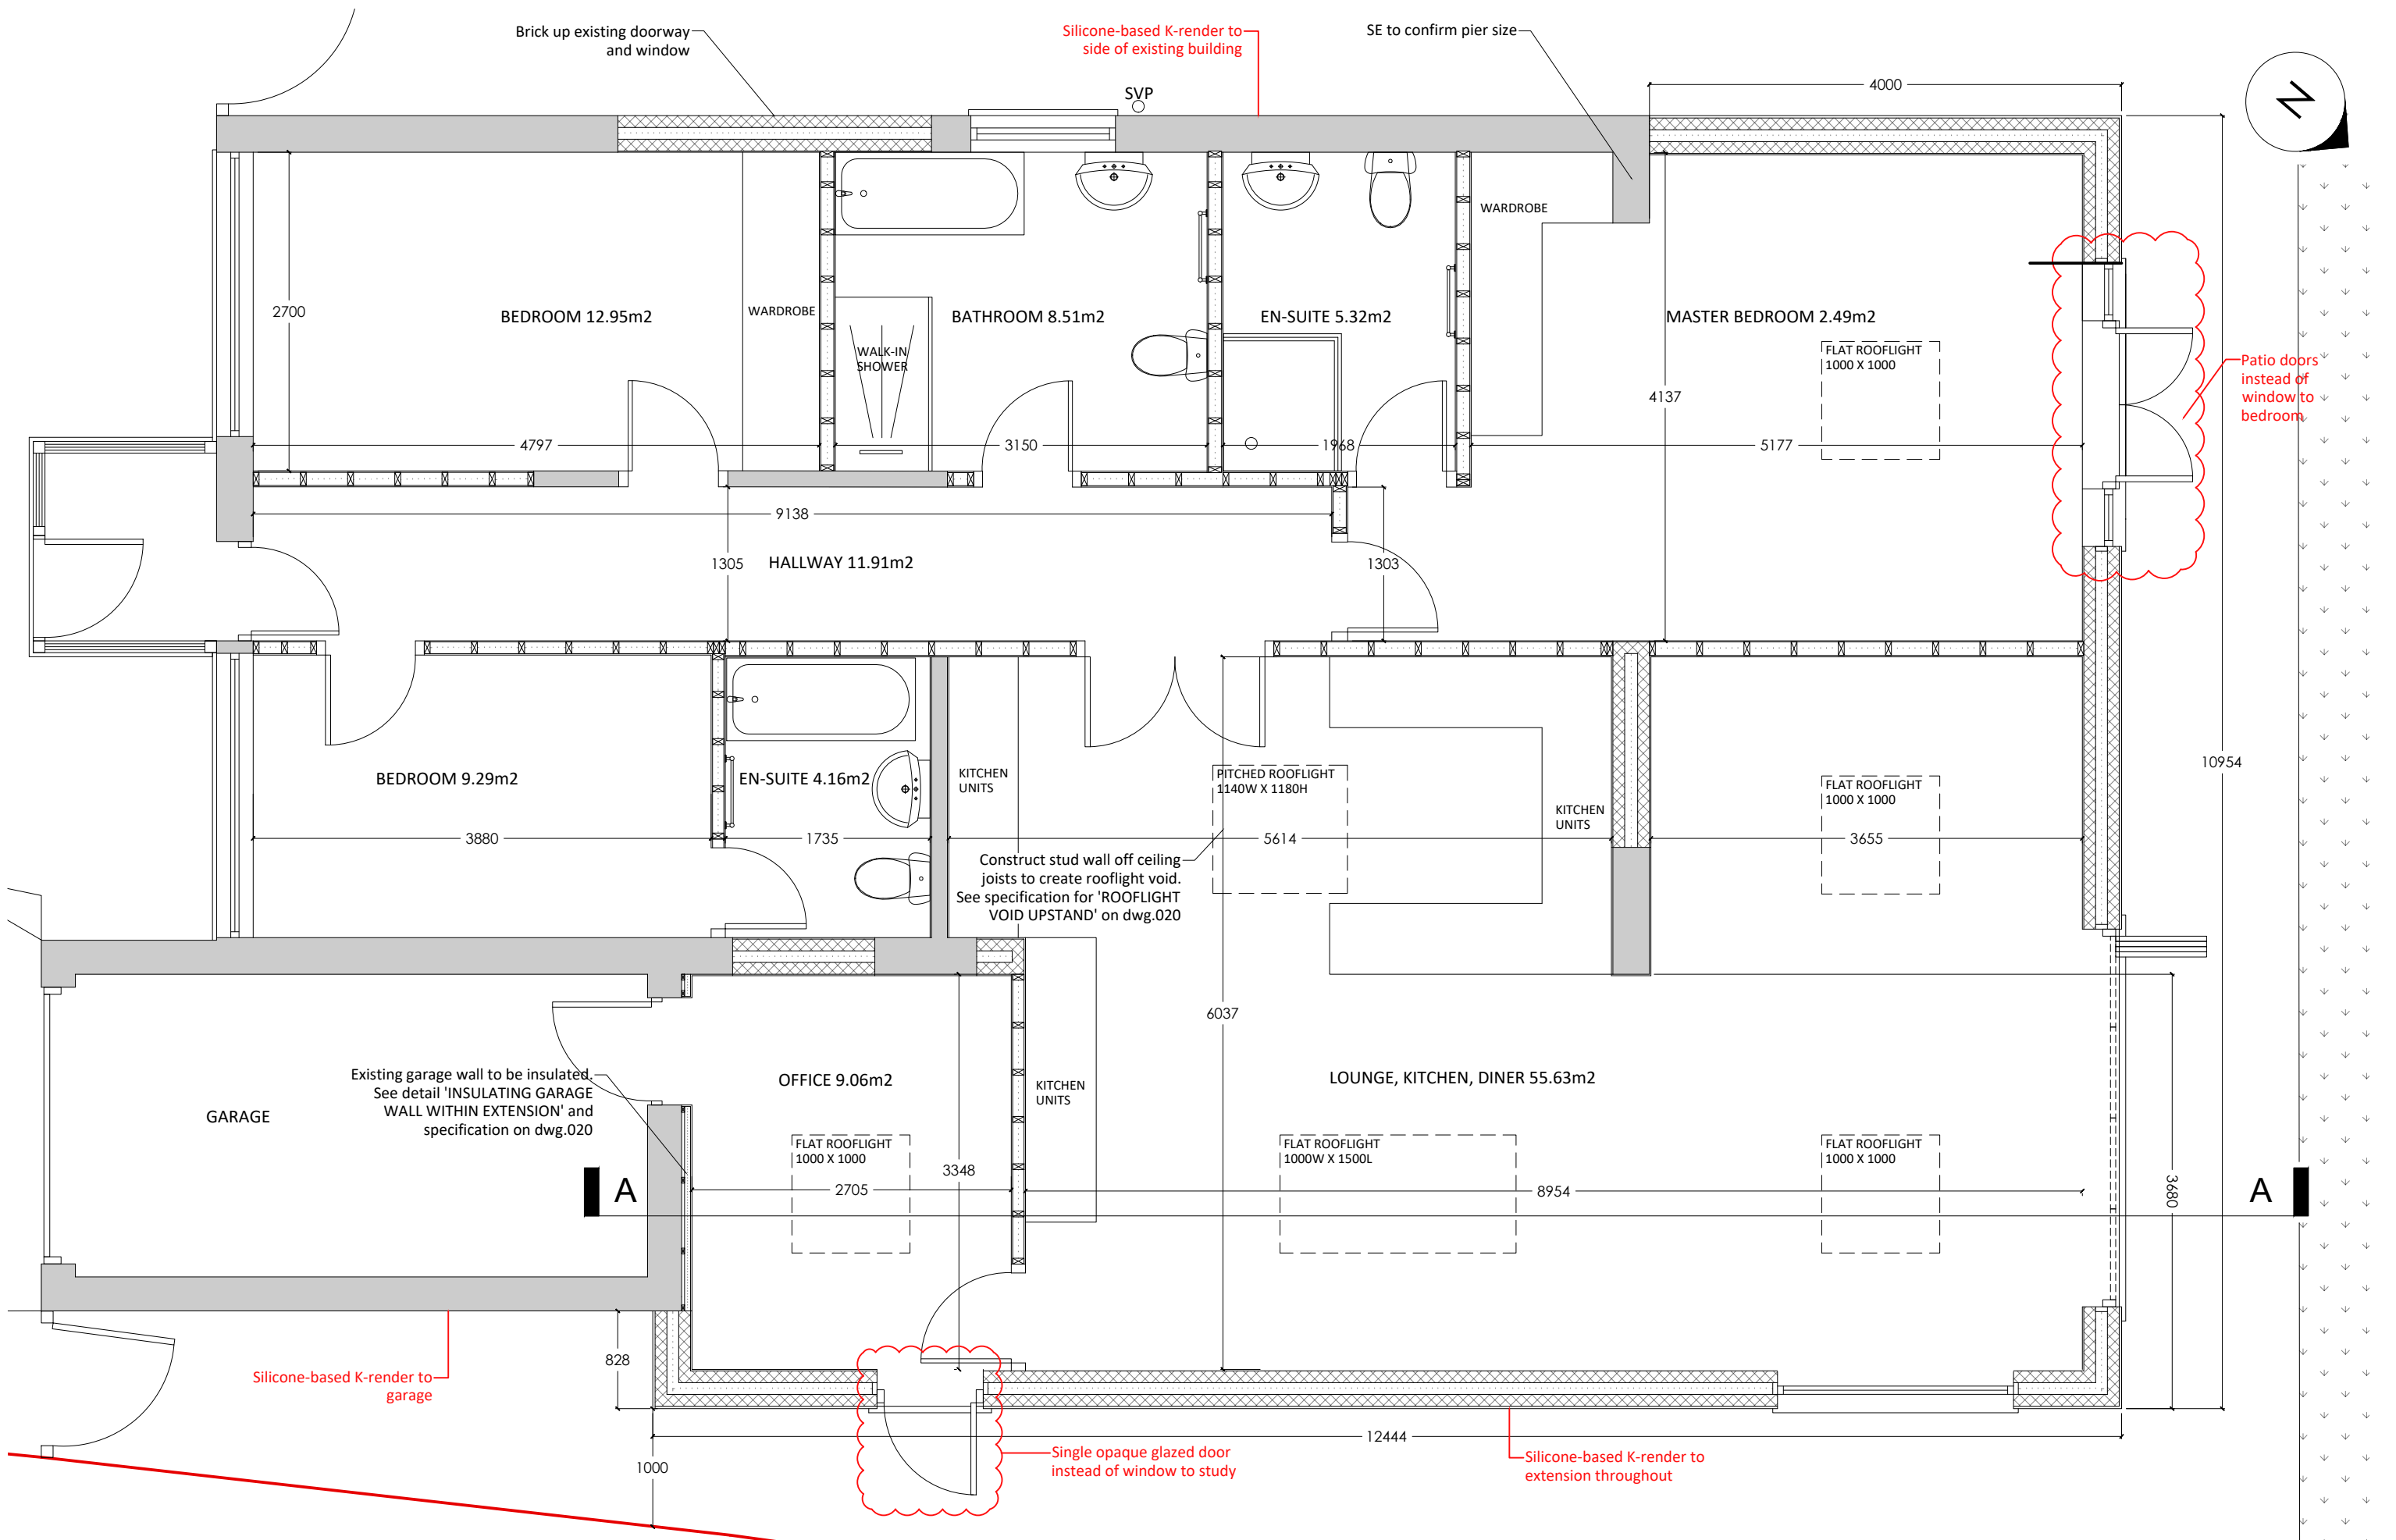 Brick up existing doorway
and window
Silicone-based K-render to
side of existing building
SE to confirm pier size
SVP
4000
N
2700
BEDROOM 12.95m2
WARDROBE
BATHROOM 8.51m2
WALK-IN
SHOWER
EN-SUITE 5.32m2
WARDROBE
MASTER BEDROOM 2.49m2
FLAT ROOFLIGHT
1000 X 1000
Patio doors
instead of
window to
bedroom
4137
4797
3150
1968
5177
9138
1305
HALLWAY 11.91m2
1303
10954
BEDROOM 9.29m2
EN-SUITE 4.16m2
KITCHEN
UNITS
PITCHED ROOFLIGHT
1140W X 1180H
KITCHEN
UNITS
FLAT ROOFLIGHT
1000 X 1000
3880
1735
5614
3655
Construct stud wall off ceiling
joists to create rooflight void.
See specification for 'ROOFLIGHT
VOID UPSTAND' on dwg.020
6037
Existing garage wall to be insulated.
See detail 'INSULATING GARAGE
WALL WITHIN EXTENSION' and
specification on dwg.020
GARAGE
OFFICE 9.06m2
KITCHEN
UNITS
LOUNGE, KITCHEN, DINER 55.63m2
FLAT ROOFLIGHT
1000 X 1000
3348
FLAT ROOFLIGHT
1000W X 1500L
FLAT ROOFLIGHT
1000 X 1000
A
2705
8954
3680
A
828
Silicone-based K-render to
garage
12444
1000
Single opaque glazed door
instead of window to study
Silicone-based K-render to
extension throughout